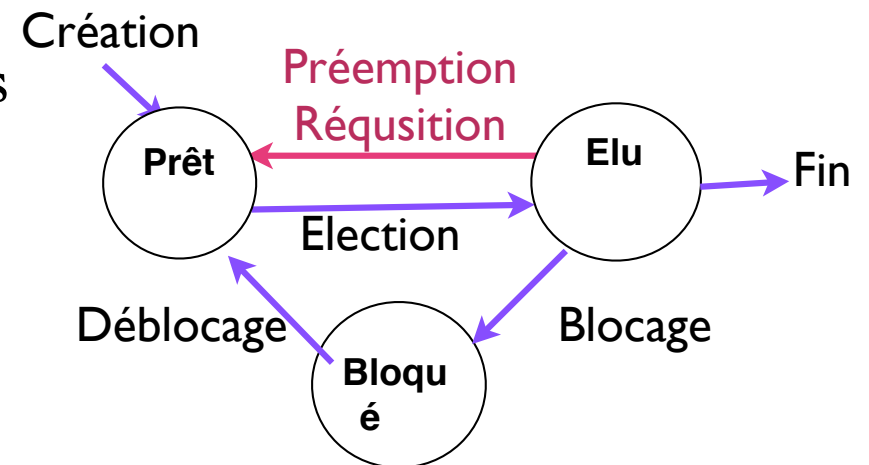 Création
s
Préemption
Réqusition
Prêt
Elu
Fin
Election
Déblocage
Blocage
Bloqu
é